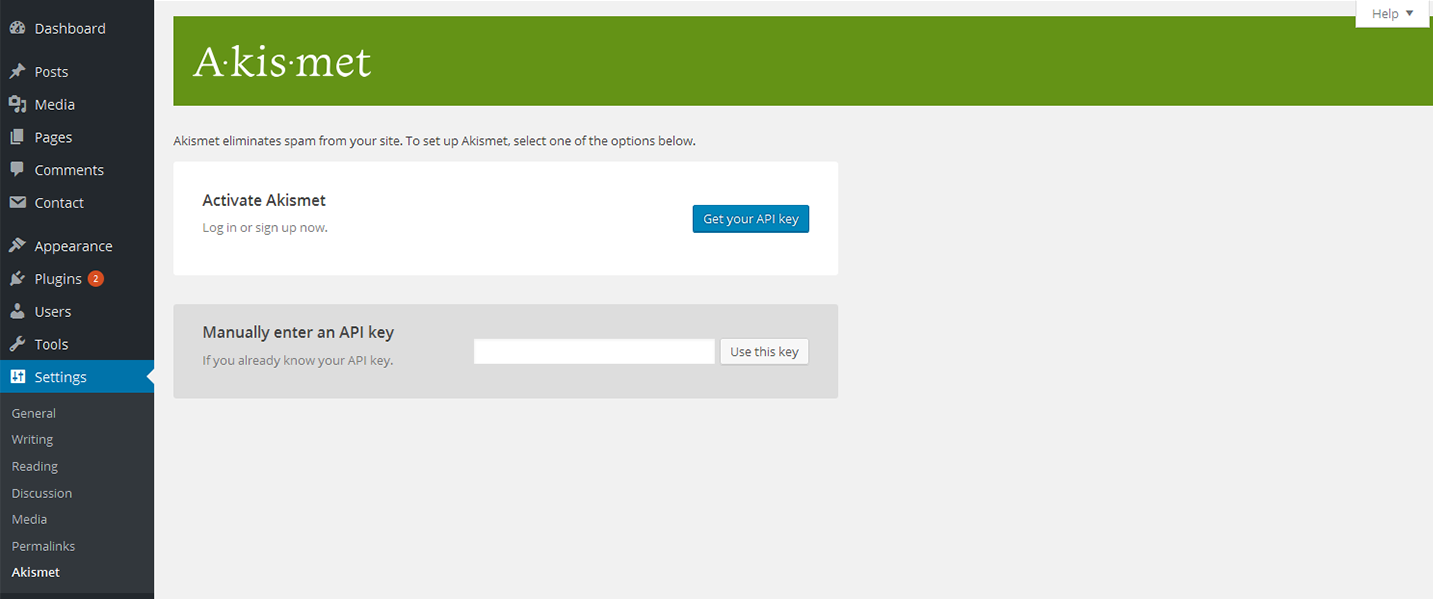 Dashboard
Posts
Media
Pages
Comments
Contact
Appearance
Plugins 2
Users
Tools
Settings
General
Writing
Reading
Discussion
Media
Permalinks
Akismet
Help
A·kis·met
Akismet eliminates spam from your site. To set up Akismet, select one of the options below.
Activate Akismet
Log in or sign up now.
Get your API key
Manually enter an API key
If you already know your API key.
Use this key